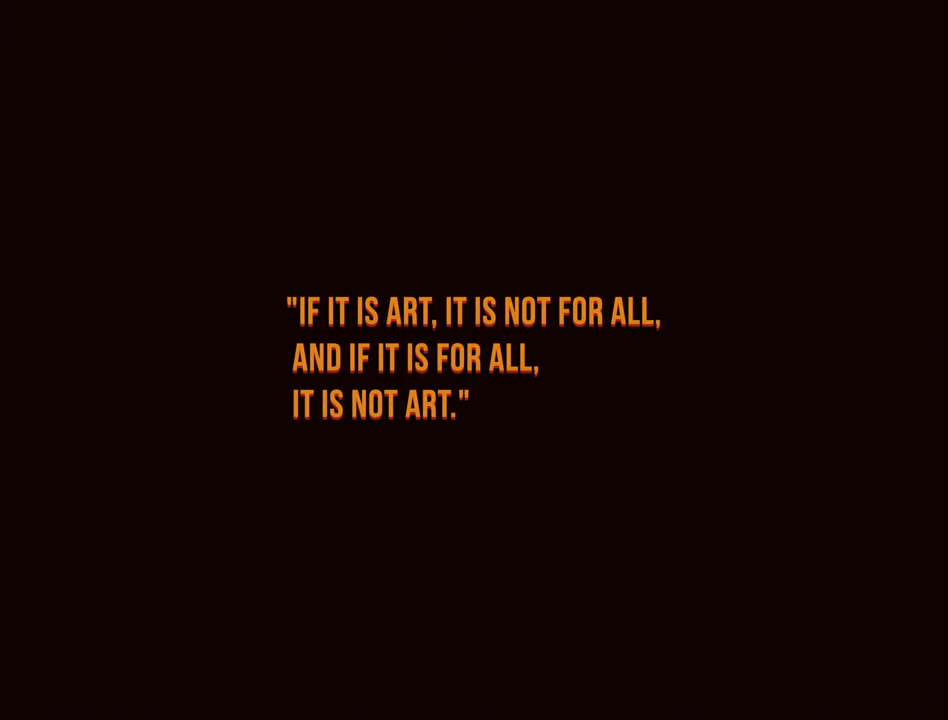 "IF IT IS ART, IT IS NOT FOR ALL,
AND IF IT IS FOR ALL,
IT IS NOT ART."